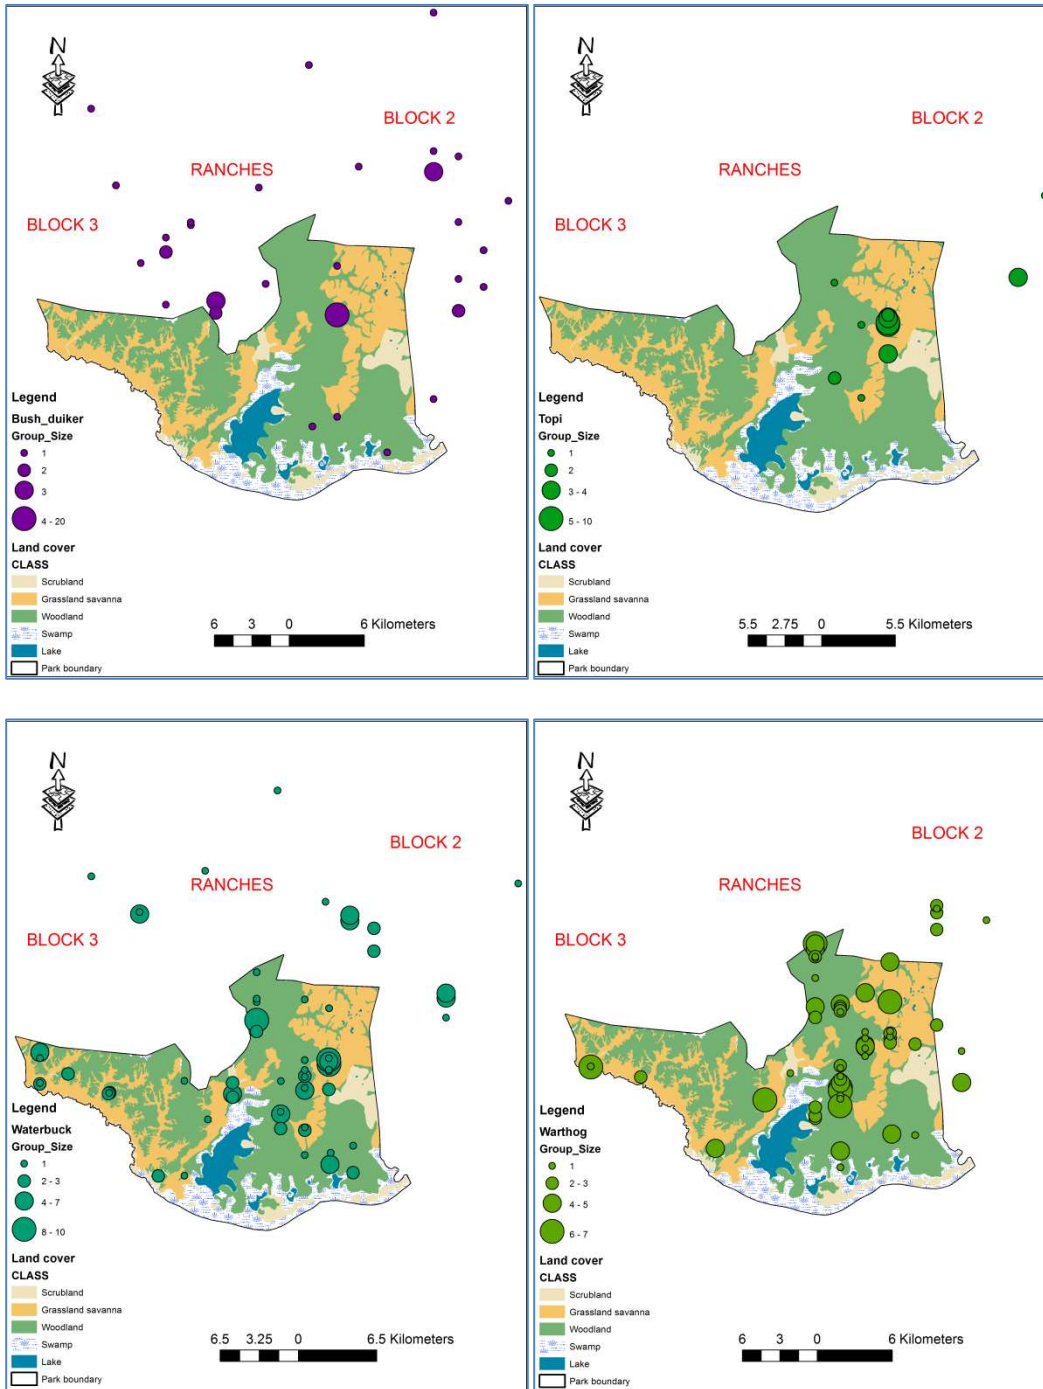 N
BLOCK 2
RANCHES
BLOCK 3
Legend
Bush_duiker
Group_Size
1
2
3
4 - 20
Land cover
CLASS
Scrubland
Grassland savanna
Woodland
Swamp
Lake
Park boundary
6 3 0 6 Kilometers
N
BLOCK 2
RANCHES
BLOCK 3
Legend
Topi
Group_Size
1
2
3 - 4
5 - 10
Land cover
CLASS
Scrubland
Grassland savanna
Woodland
Swamp
Lake
Park boundary
5.5 2.75 0 5.5 Kilometers
N
BLOCK 2
RANCHES
BLOCK 3
Legend
Waterbuck
Group_Size
1
2 - 3
4 - 7
8 - 10
Land cover
CLASS
Scrubland
Grassland savanna
Woodland
Swamp
Lake
Park boundary
6.5 3.25 0 6.5 Kilometers
N
BLOCK 2
RANCHES
BLOCK 3
Legend
Warthog
Group_Size
1
2 - 3
4 - 5
6 - 7
Land cover
CLASS
Scrubland
Grassland savanna
Woodland
Swamp
Lake
Park boundary
6 3 0 6 Kilometers